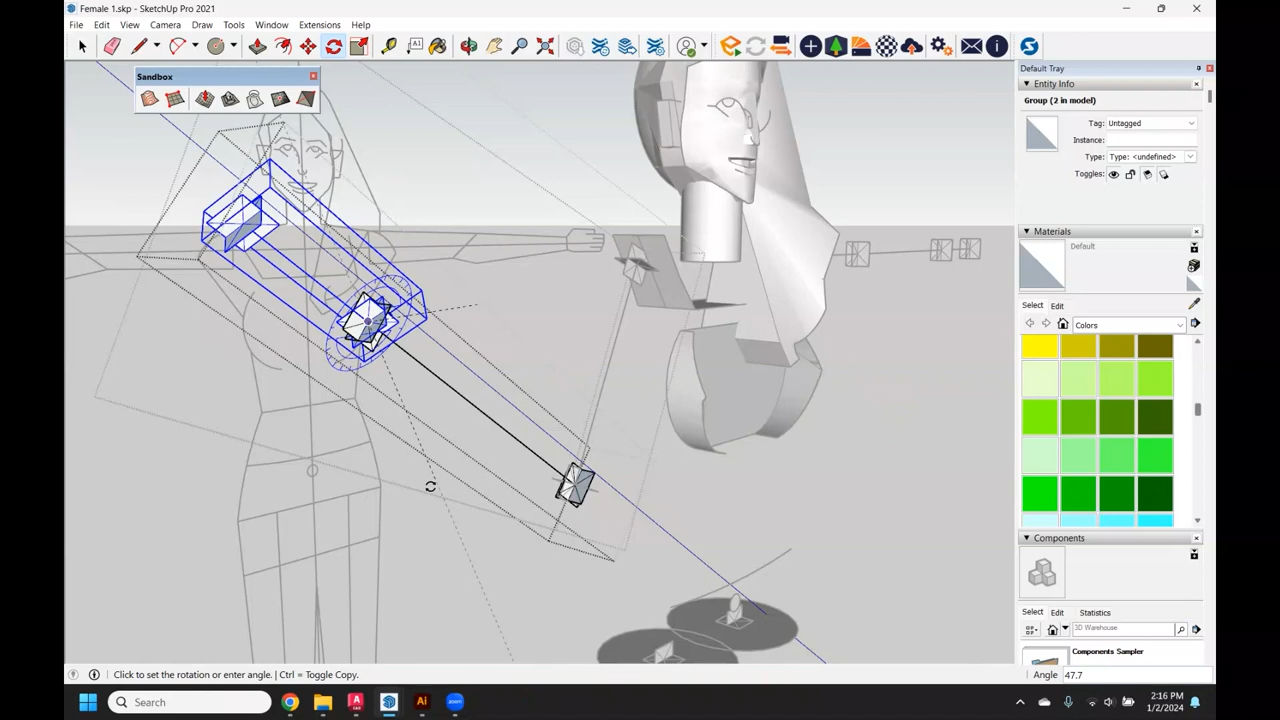 Female 1.skp - SketchUp Pro 2021
File Edit View Camera Draw Tools Window Extensions Help
Sandbox
Default Tray
Entity Info
Group (2 in model)
Tag: Untagged
Instance:
Type: Type: <undefined>
Toggles:
Materials
Default
Select Edit
Colors
Components
Select Edit Statistics
3D Warehouse
Components Sampler
Click to set the rotation or enter angle. | Ctrl = Toggle Copy.
Angle 47.7
Search
2:16 PM
1/2/2024